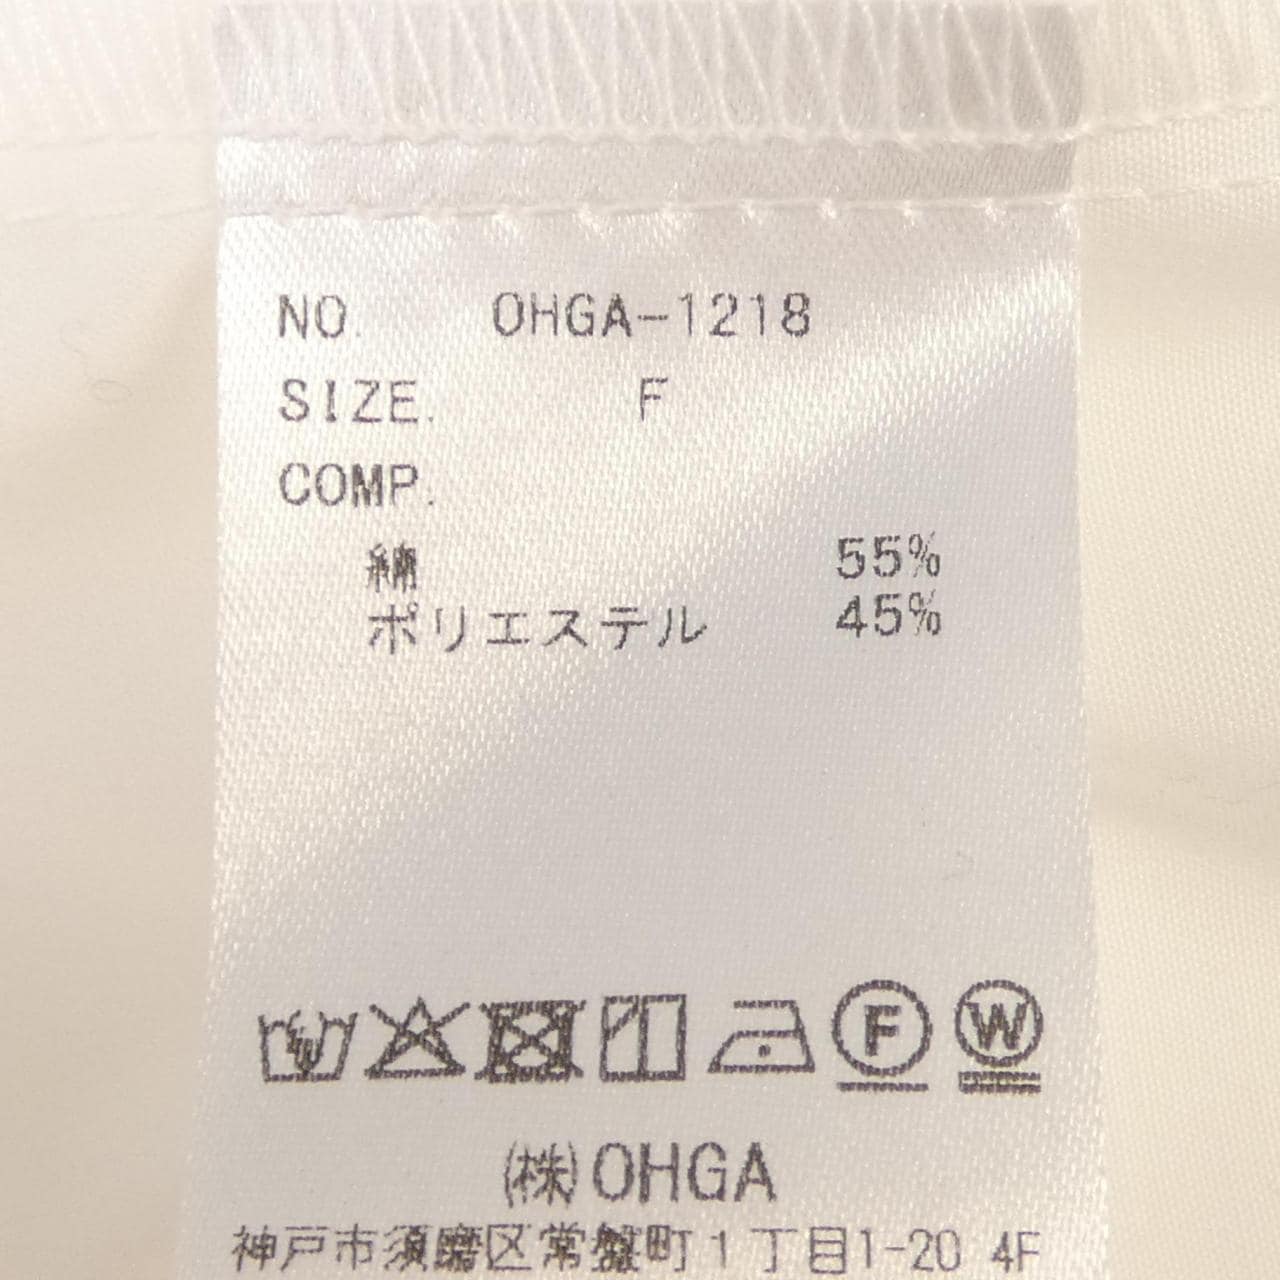 NO. OHGA-1218
SIZE. F
COMP.
綿 55%
ポリエステル 45%
F W
(株)OHGA
神戸市須磨区常盤町1丁目1-20 4F